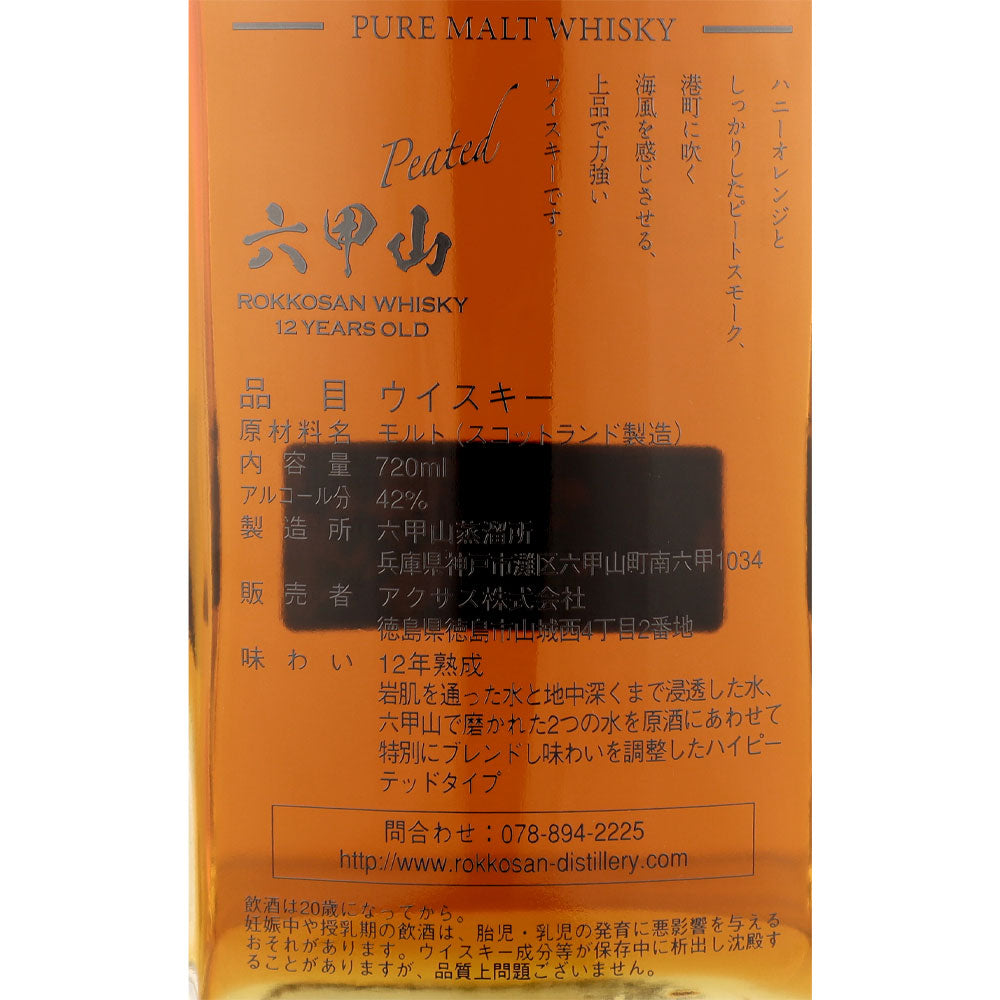 PURE MALT WHISKY
ハニーオレンジと
しっかりしたピートスモーク、
港町に吹く
海風を感じさせる、
上品で力強い
ウイスキーです。
Peated
六甲山
ROKKOSAN WHISKY
12 YEARS OLD
品目 ウイスキー
原材料名 モルト（スコットランド製造）
内容量 720ml
アルコール分 42%
製造所 六甲山蒸溜所
兵庫県神戸市灘区六甲山町南六甲1034
販売者 アクサス株式会社
徳島県徳島市山城西4丁目2番地
味わい 12年熟成
岩肌を通った水と地中深くまで浸透した水、
六甲山で磨かれた2つの水を原酒にあわせて
特別にブレンドし味わいを調整したハイピー
テッドタイプ
問合わせ：078-894-2225
http://www.rokkosan-distillery.com
飲酒は20歳になってから。
妊娠中や授乳期の飲酒は、胎児・乳児の発育に悪影響を与える
おそれがあります。ウイスキー成分等が保存中に析出し沈殿す
ることがありますが、品質上問題ございません。